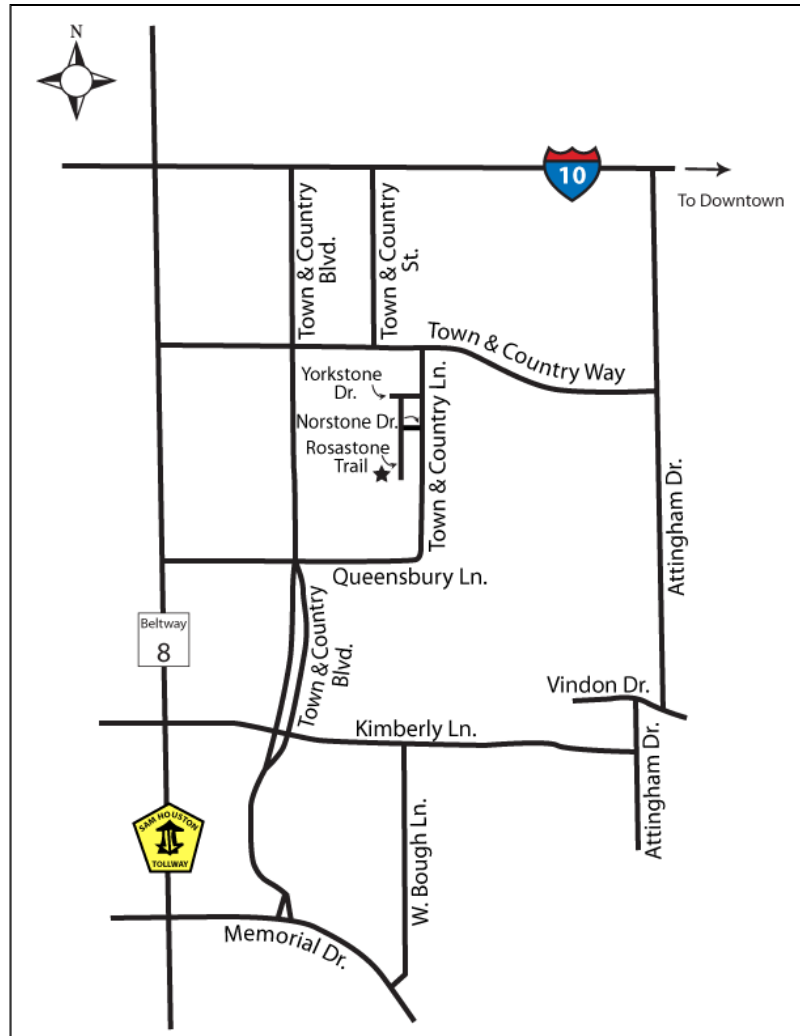 N
10
To Downtown
Town & Country
Blvd.
Town & Country
St.
Town & Country Way
Yorkstone
Dr.
Norstone Dr.
Rosastone
Trail
Town & Country Ln.
Attingham Dr.
Queensbury Ln.
Beltway
8
Town & Country
Blvd.
Vindon Dr.
Kimberly Ln.
Attingham Dr.
SAM HOUSTON
TOLLWAY
W. Bough Ln.
Memorial Dr.